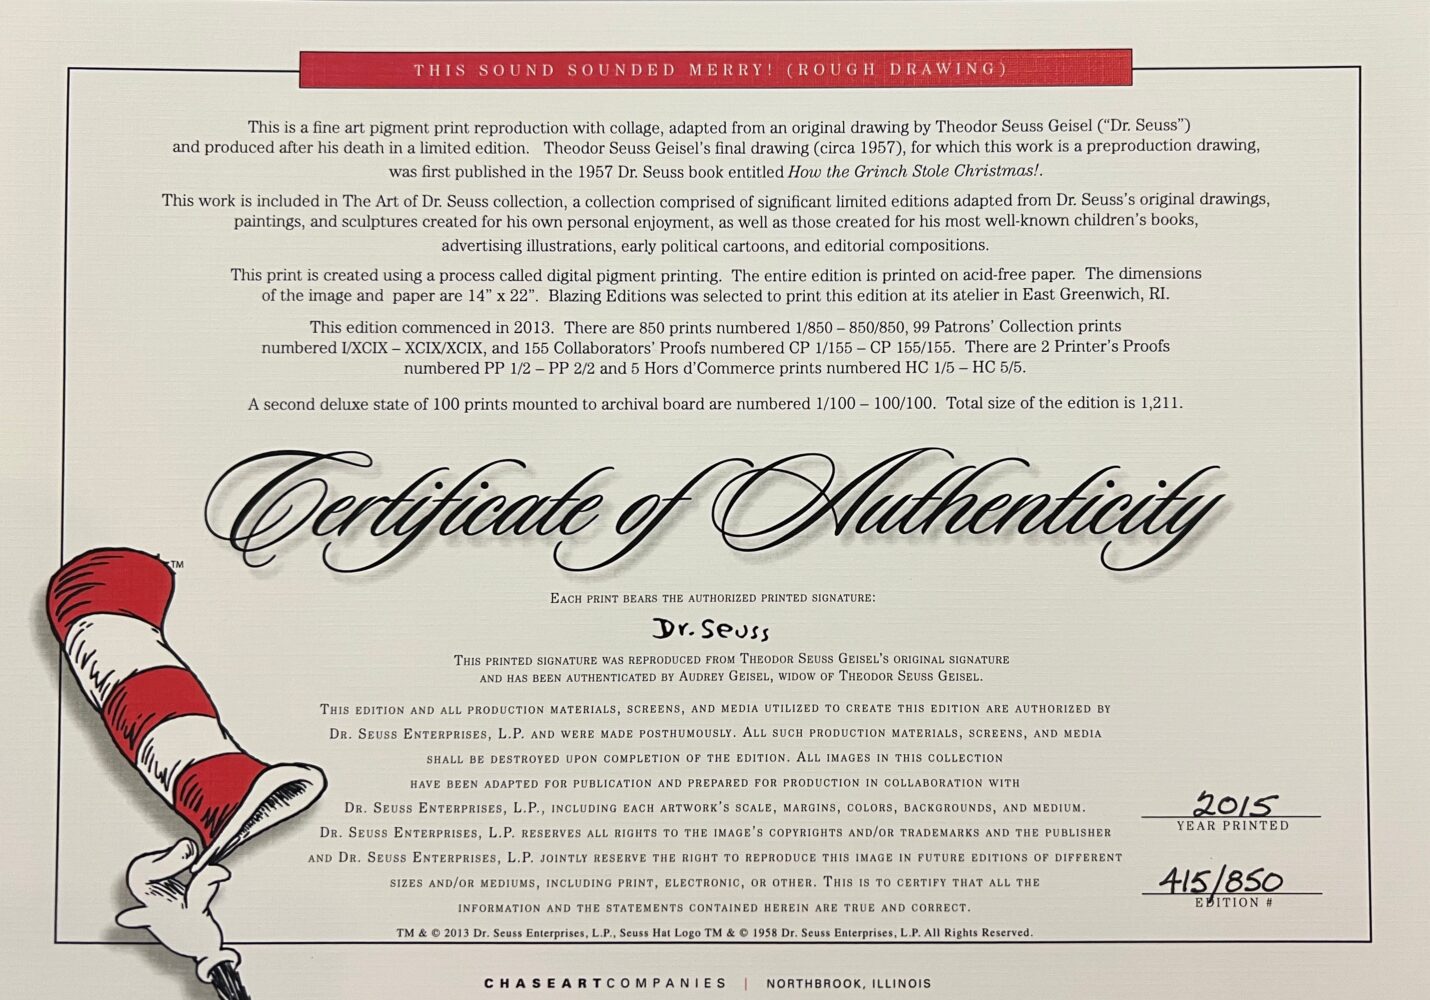 THIS SOUND SOUNDED MERRY! (ROUGH DRAWING)
This is a fine art pigment print reproduction with collage, adapted from an original drawing by Theodor Seuss Geisel (“Dr. Seuss”)
and produced after his death in a limited edition. Theodor Seuss Geisel's final drawing (circa 1957), for which this work is a preproduction drawing,
was first published in the 1957 Dr. Seuss book entitled How the Grinch Stole Christmas!.
This work is included in The Art of Dr. Seuss collection, a collection comprised of significant limited editions adapted from Dr. Seuss's original drawings,
paintings, and sculptures created for his own personal enjoyment, as well as those created for his most well-known children's books,
advertising illustrations, early political cartoons, and editorial compositions.
This print is created using a process called digital pigment printing. The entire edition is printed on acid-free paper. The dimensions
of the image and paper are 14” x 22”. Blazing Editions was selected to print this edition at its atelier in East Greenwich, RI.
This edition commenced in 2013. There are 850 prints numbered 1/850 – 850/850, 99 Patrons' Collection prints
numbered I/XCIX – XCIX/XCIX, and 155 Collaborators' Proofs numbered CP 1/155 – CP 155/155. There are 2 Printer's Proofs
numbered PP 1/2 – PP 2/2 and 5 Hors d'Commerce prints numbered HC 1/5 – HC 5/5.
A second deluxe state of 100 prints mounted to archival board are numbered 1/100 – 100/100. Total size of the edition is 1,211.
Certificate of Authenticity
TM
Each print bears the authorized printed signature:
Dr. Seuss
This printed signature was reproduced from Theodor Seuss Geisel's original signature
and has been authenticated by Audrey Geisel, widow of Theodor Seuss Geisel.
This edition and all production materials, screens, and media utilized to create this edition are authorized by
Dr. Seuss Enterprises, L.P. and were made posthumously. All such production materials, screens, and media
shall be destroyed upon completion of the edition. All images in this collection
have been adapted for publication and prepared for production in collaboration with
Dr. Seuss Enterprises, L.P., including each artwork's scale, margins, colors, backgrounds, and medium.
Dr. Seuss Enterprises, L.P. reserves all rights to the image's copyrights and/or trademarks and the publisher
and Dr. Seuss Enterprises, L.P. jointly reserve the right to reproduce this image in future editions of different
sizes and/or mediums, including print, electronic, or other. This is to certify that all the
information and the statements contained herein are true and correct.
2015
YEAR PRINTED
415/850
EDITION #
TM & © 2013 Dr. Seuss Enterprises, L.P., Seuss Hat Logo TM & © 1958 Dr. Seuss Enterprises, L.P. All Rights Reserved.
CHASEARTCOMPANIES | NORTHBROOK, ILLINOIS